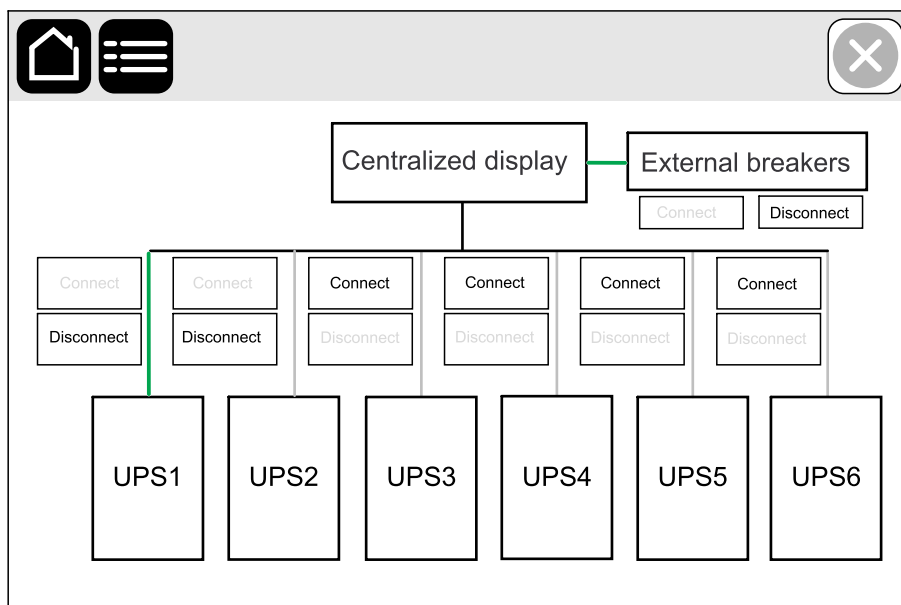 Centralized display
External breakers
Connect Disconnect
Connect Connect Connect Connect Connect Connect
Disconnect Disconnect Disconnect Disconnect Disconnect Disconnect
UPS1 UPS2 UPS3 UPS4 UPS5 UPS6